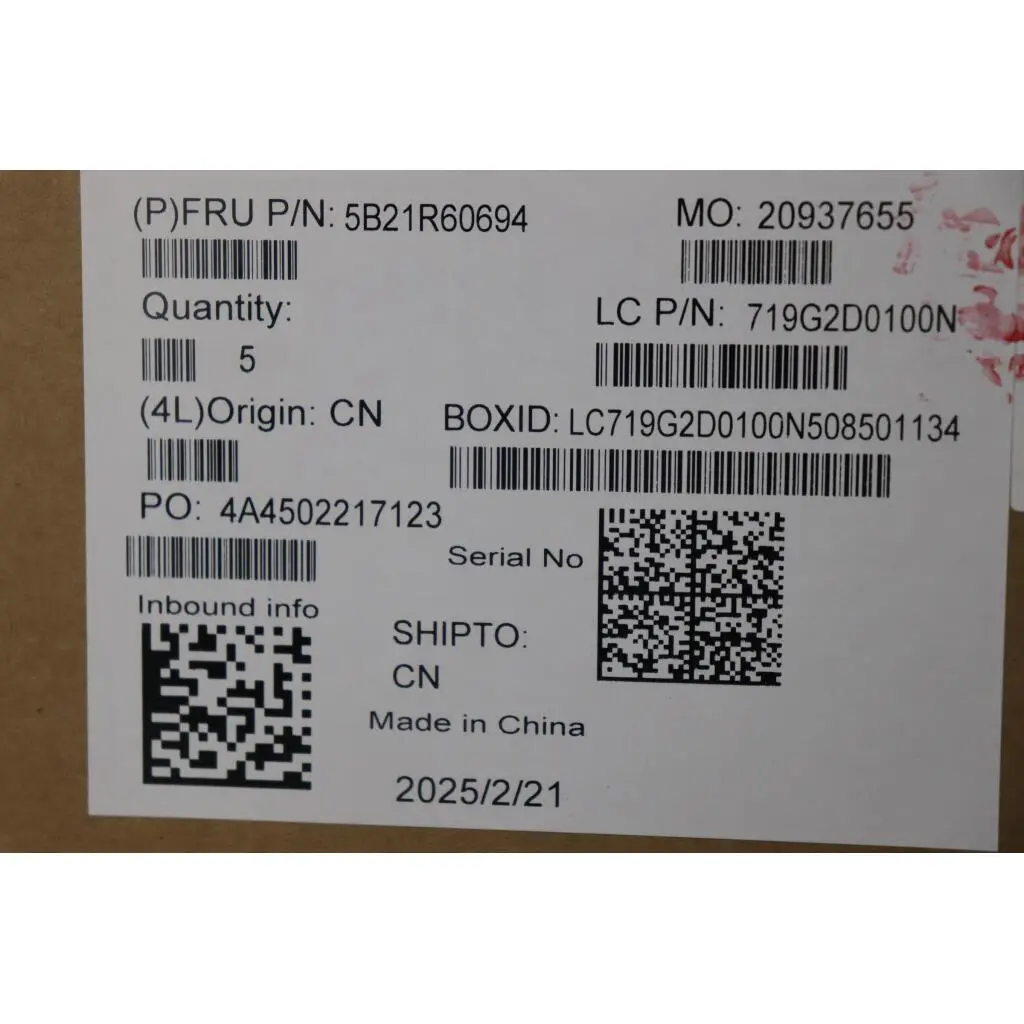 (P)FRU P/N: 5B21R60694
MO: 20937655
Quantity:
5
LC P/N: 719G2D0100N
(4L)Origin: CN
BOXID: LC719G2D0100N508501134
PO: 4A4502217123
Serial No
Inbound info
SHIPTO:
CN
Made in China
2025/2/21